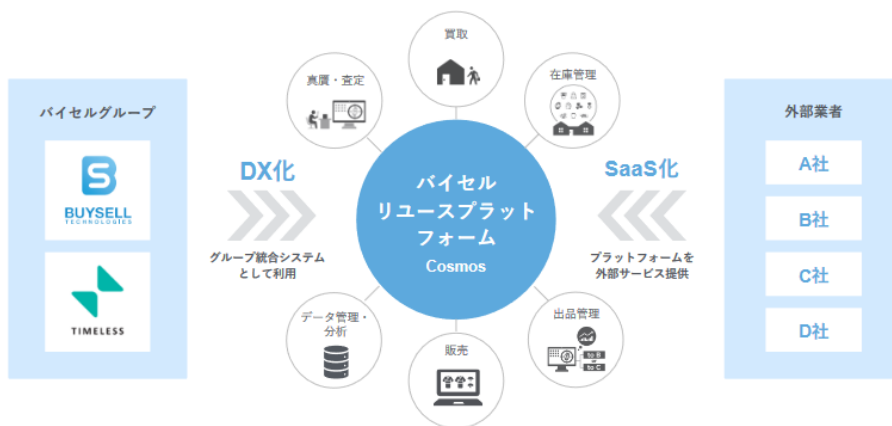 買取
真贋・査定
在庫管理
バイセルグループ
BUYSELL
TECHNOLOGIES
TIMELESS
DX化
グループ統合システム
として利用
バイセル
リユースプラット
フォーム
Cosmos
SaaS化
プラットフォームを
外部サービス提供
外部業者
A社
B社
C社
D社
データ管理・
分析
販売
出品管理
to B
or
to C